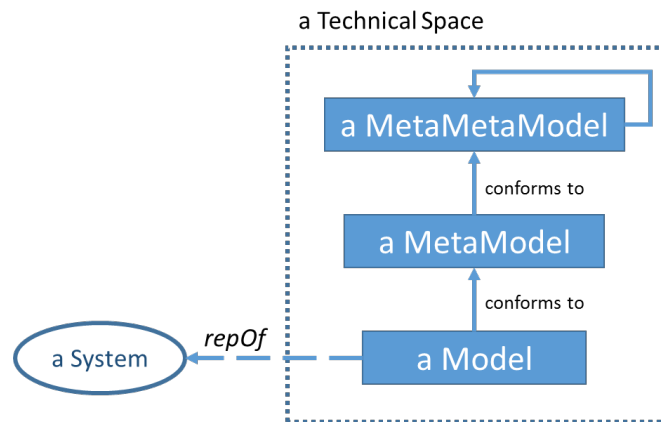 a Technical Space
a MetaMetaModel
conforms to
a MetaModel
conforms to
repOf
a System
a Model